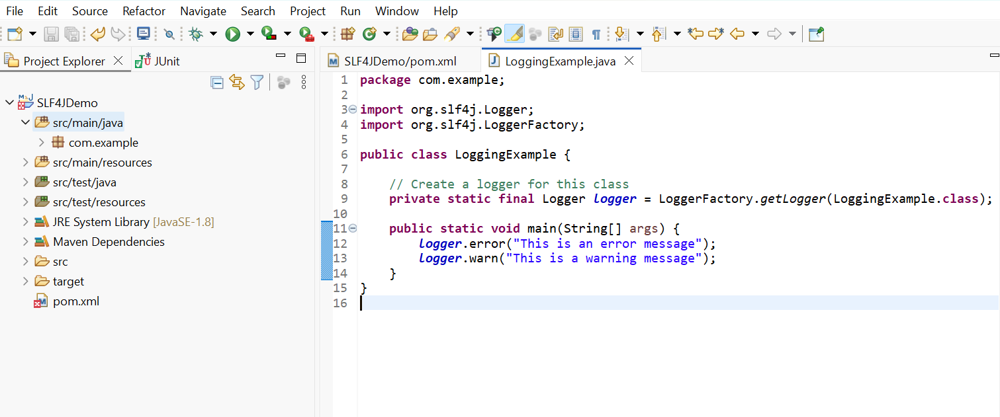 File Edit Source Refactor Navigate Search Project Run Window Help
Project Explorer JUnit
SLF4JDemo
src/main/java
com.example
src/main/resources
src/test/java
src/test/resources
JRE System Library [JavaSE-1.8]
Maven Dependencies
src
target
pom.xml
SLF4JDemo/pom.xml LoggingExample.java
1 package com.example;
2
3 import org.slf4j.Logger;
4 import org.slf4j.LoggerFactory;
5
6 public class LoggingExample {
7
8     // Create a logger for this class
9     private static final Logger logger = LoggerFactory.getLogger(LoggingExample.class);
10
11     public static void main(String[] args) {
12         logger.error("This is an error message");
13         logger.warn("This is a warning message");
14     }
15 }
16